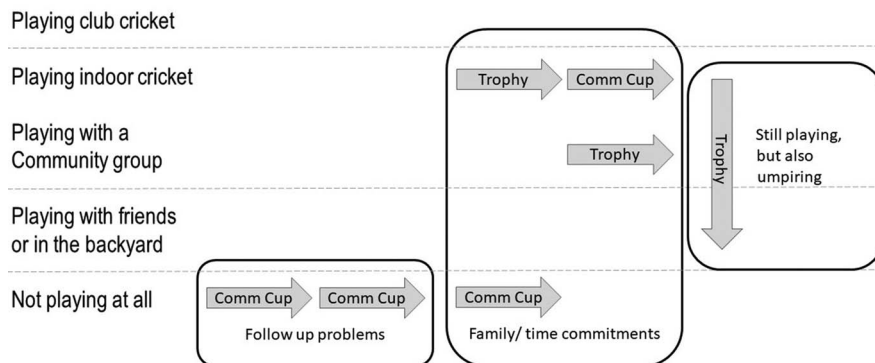 Playing club cricket
Playing indoor cricket
Trophy
Comm Cup
Playing with a
Community group
Trophy
Trophy
Still playing,
but also
umpiring
Playing with friends
or in the backyard
Not playing at all
Comm Cup
Comm Cup
Comm Cup
Follow up problems
Family/ time commitments